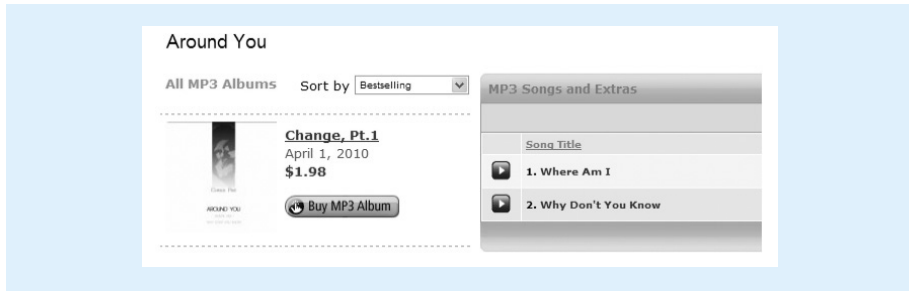 Around You
All MP3 Albums
Sort by Bestselling
Change, Pt.1
April 1, 2010
$1.98
Buy MP3 Album
AROUND YOU
MP3 Songs and Extras
Song Title
1. Where Am I
2. Why Don't You Know